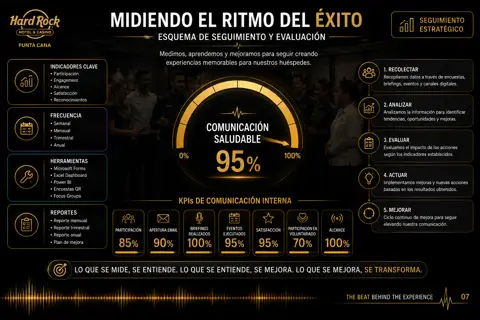 Hard Rock
HOTEL & CASINO
PUNTA CANA
MIDIENDO EL RITMO DEL ÉXITO
ESQUEMA DE SEGUIMIENTO Y EVALUACIÓN
Medimos, aprendemos y mejoramos para seguir creando
experiencias memorables para nuestros huéspedes.
SEGUIMIENTO
ESTRATÉGICO
INDICADORES CLAVE
• Participación
• Engagement
• Alcance
• Satisfacción
• Reconocimientos
FRECUENCIA
• Semanal
• Mensual
• Trimestral
• Anual
HERRAMIENTAS
• Microsoft Forms
• Excel Dashboard
• Power BI
• Encuestas QR
• Focus Groups
REPORTES
• Reporte mensual
• Reporte trimestral
• Reporte anual
• Plan de mejora
COMUNICACIÓN
SALUDABLE
95%
0%
100%
KPIs DE COMUNICACIÓN INTERNA
PARTICIPACIÓN
85%
APERTURA EMAIL
90%
BRIEFINGS
REALIZADOS
100%
EVENTOS
EJECUTADOS
95%
SATISFACCIÓN
95%
PARTICIPACIÓN EN
VOLUNTARIADO
70%
ALCANCE
100%
1. RECOLECTAR
Recopilamos datos a través de encuestas,
briefings, eventos y canales digitales.
2. ANALIZAR
Analizamos la información para identificar
tendencias, oportunidades y mejoras.
3. EVALUAR
Evaluamos el impacto de las acciones
según los indicadores establecidos.
4. ACTUAR
Implementamos mejoras y nuevas acciones
basadas en los resultados obtenidos.
5. MEJORAR
Ciclo continuo de mejora para seguir
elevando nuestra comunicación.
LO QUE SE MIDE, SE ENTIENDE. LO QUE SE ENTIENDE, SE MEJORA. LO QUE SE MEJORA, SE TRANSFORMA.
THE BEAT BEHIND THE EXPERIENCE
07